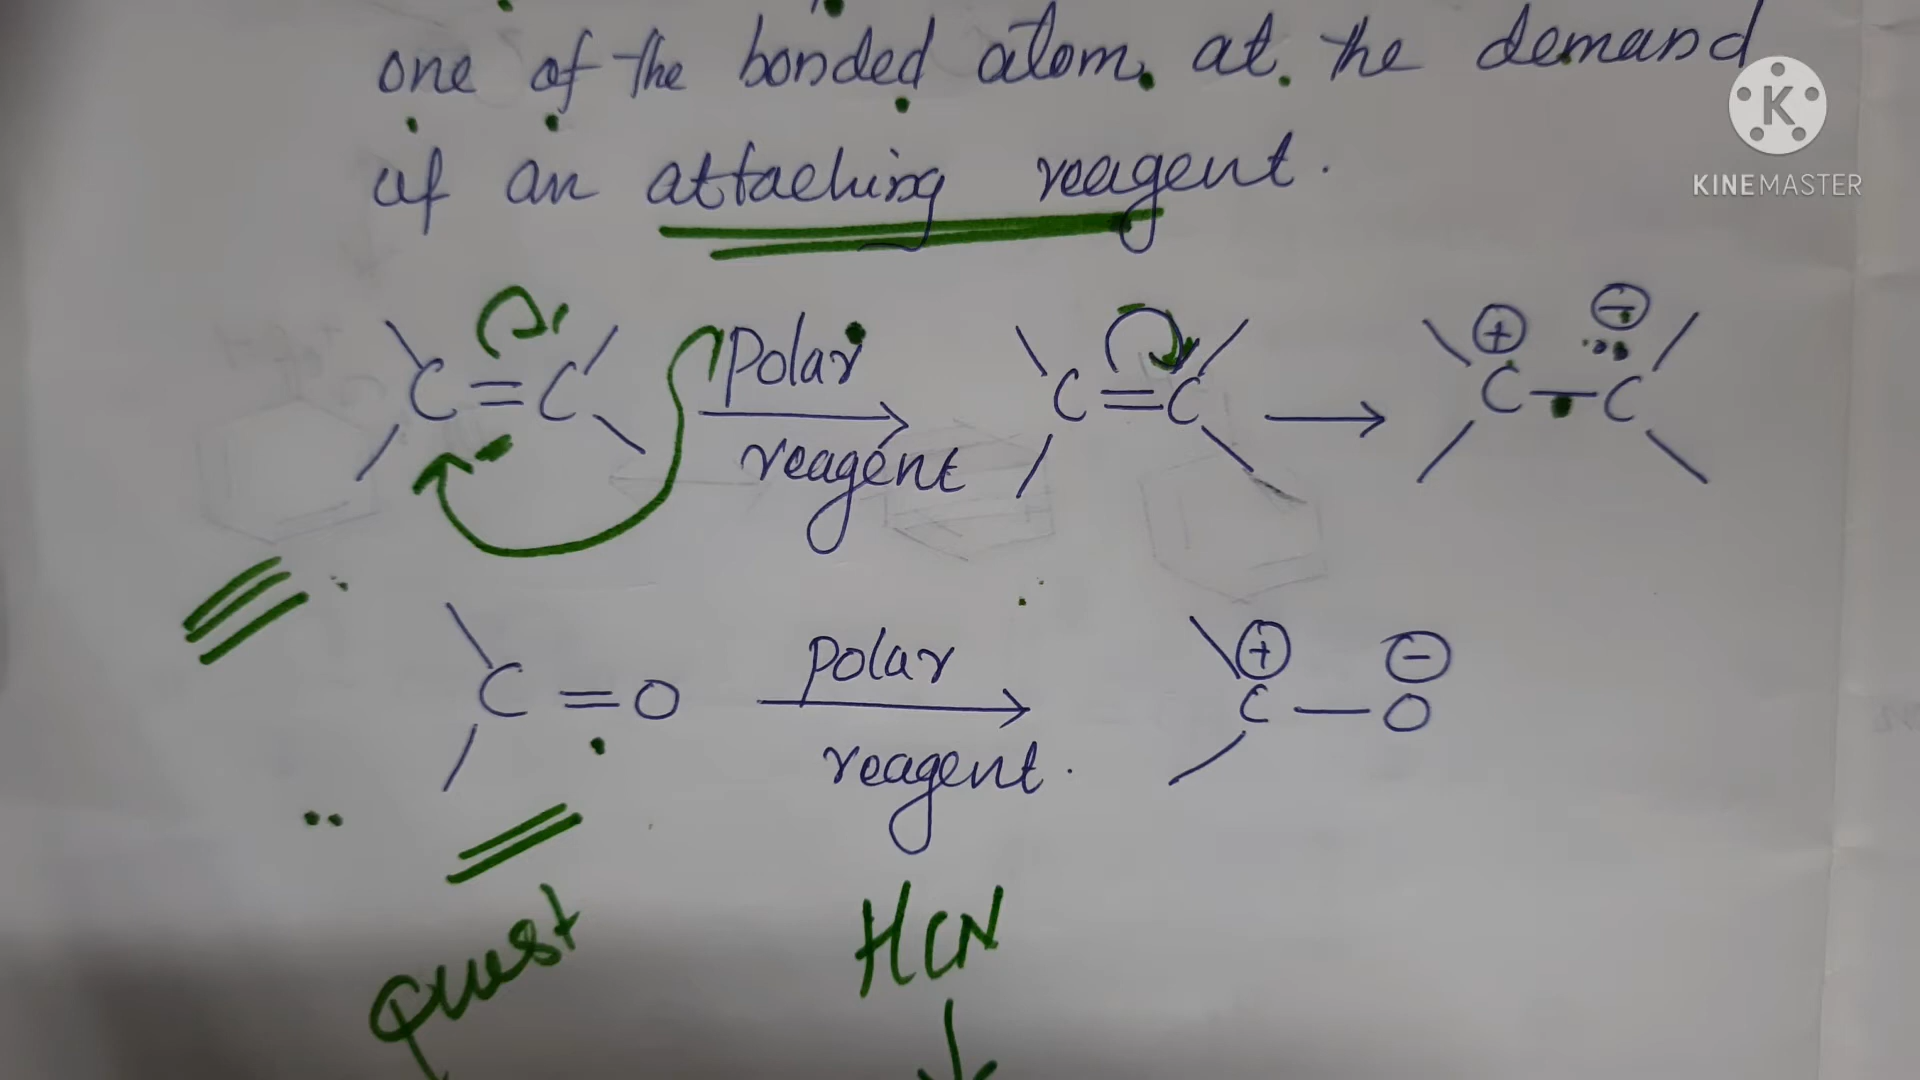 one of the bonded atom. at the demand
of an attaching reagent.
K
KINEMASTER
C=C Polar reagent C=C → ⊕C–C⊖
C=O polar reagent. ⊕C–O⊖
HCN
Quest